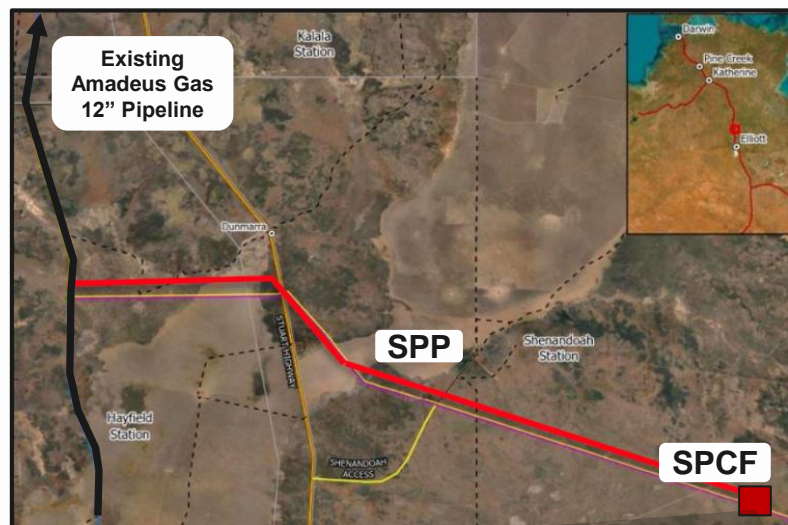 Existing
Amadeus Gas
12” Pipeline
Kalala
Station
Darwin
Pine Creek
Katherine
Elliott
Dunmarra
STUART HIGHWAY
SPP
Shenandoah
Station
Hayfield
Station
SHENANDOAH
ACCESS
SPCF